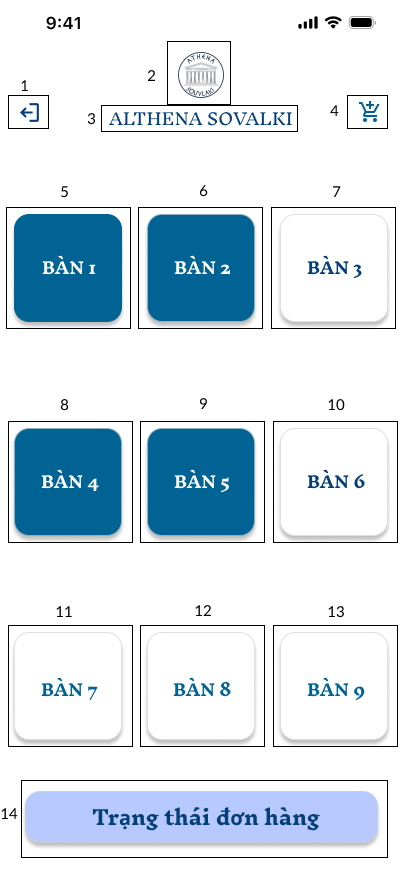 9:41
1
2
ATHENA
SOUVLAKI
3
ALTHENA SOVALKI
4
5 6 7
BÀN 1 BÀN 2 BÀN 3
8 9 10
BÀN 4 BÀN 5 BÀN 6
11 12 13
BÀN 7 BÀN 8 BÀN 9
14
Trạng thái đơn hàng